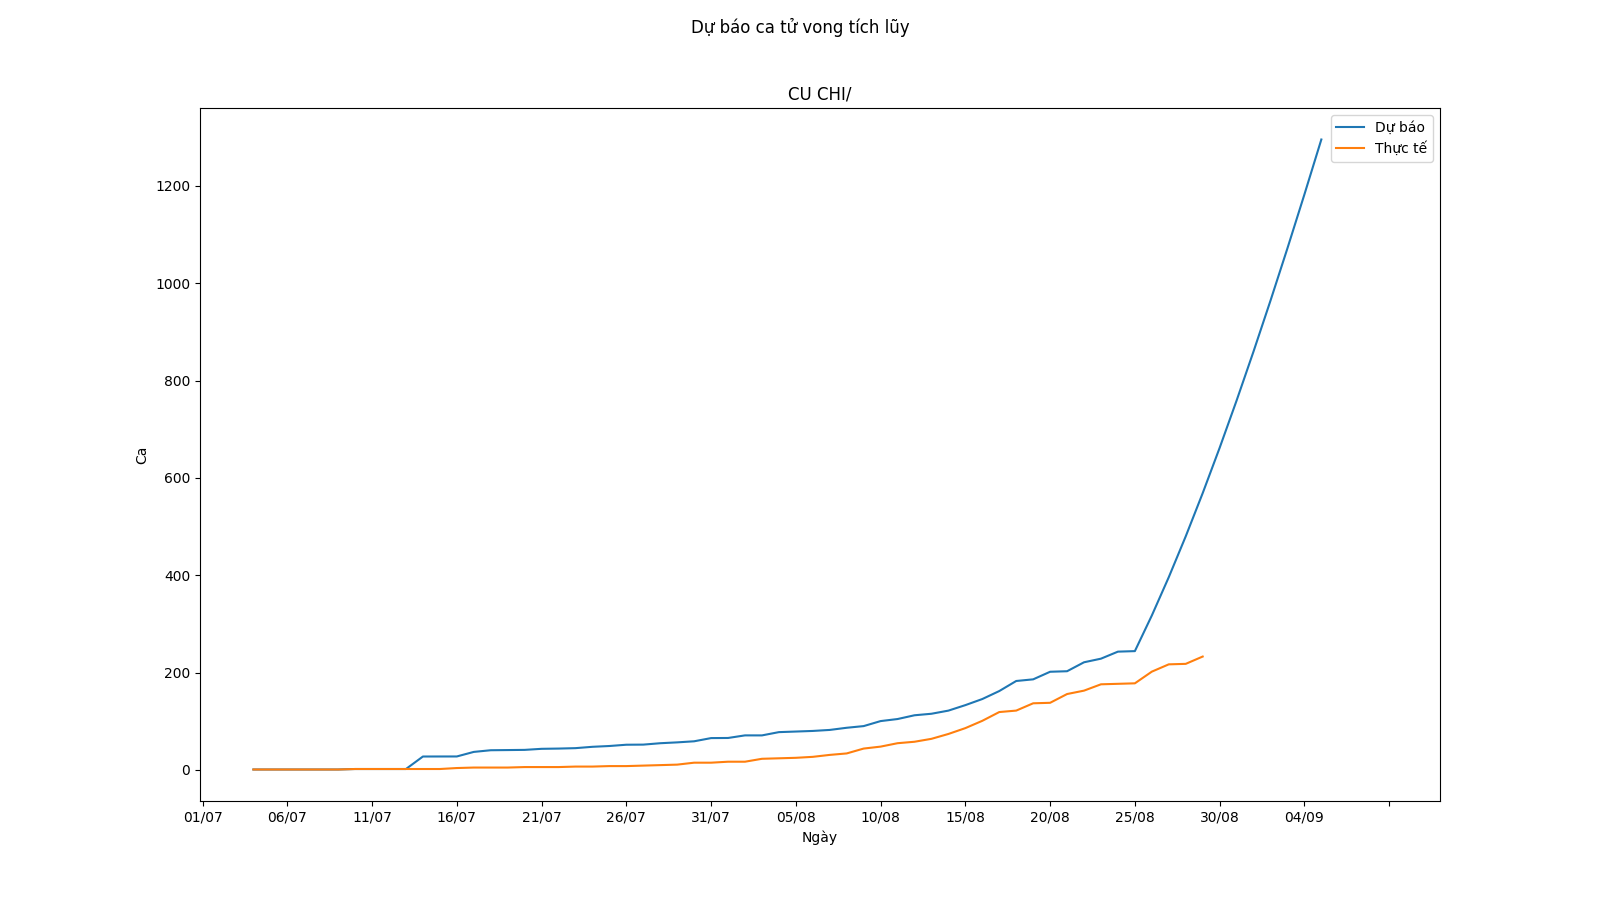 Dự báo ca tử vong tích lũy
CU CHI/
Dự báo
Thực tế
1200
1000
800
600
400
200
0
Ca
01/07 06/07 11/07 16/07 21/07 26/07 31/07 05/08 10/08 15/08 20/08 25/08 30/08 04/09
Ngày